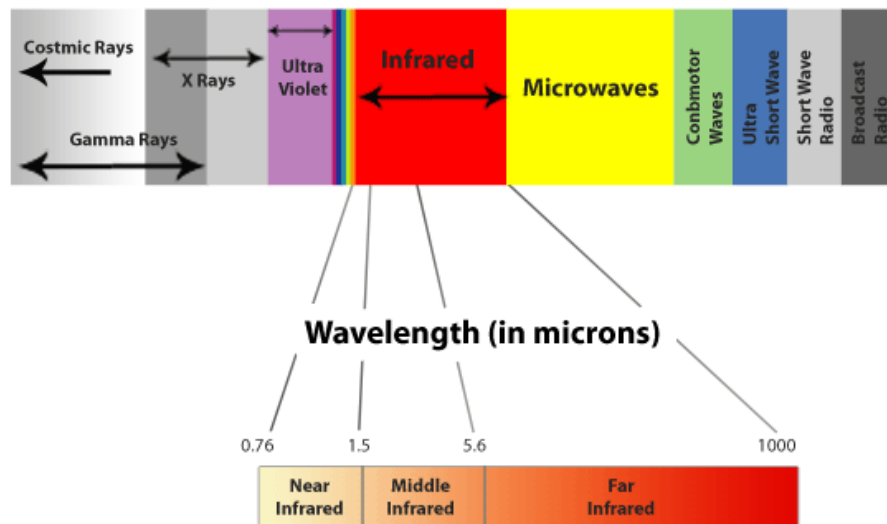 Costmic Rays
X Rays
Gamma Rays
Ultra
Violet
Infrared
Microwaves
Conbmotor
Waves
Ultra
Short Wave
Short Wave
Radio
Broadcast
Radio
Wavelength (in microns)
0.76
1.5
5.6
1000
Near
Infrared
Middle
Infrared
Far
Infrared